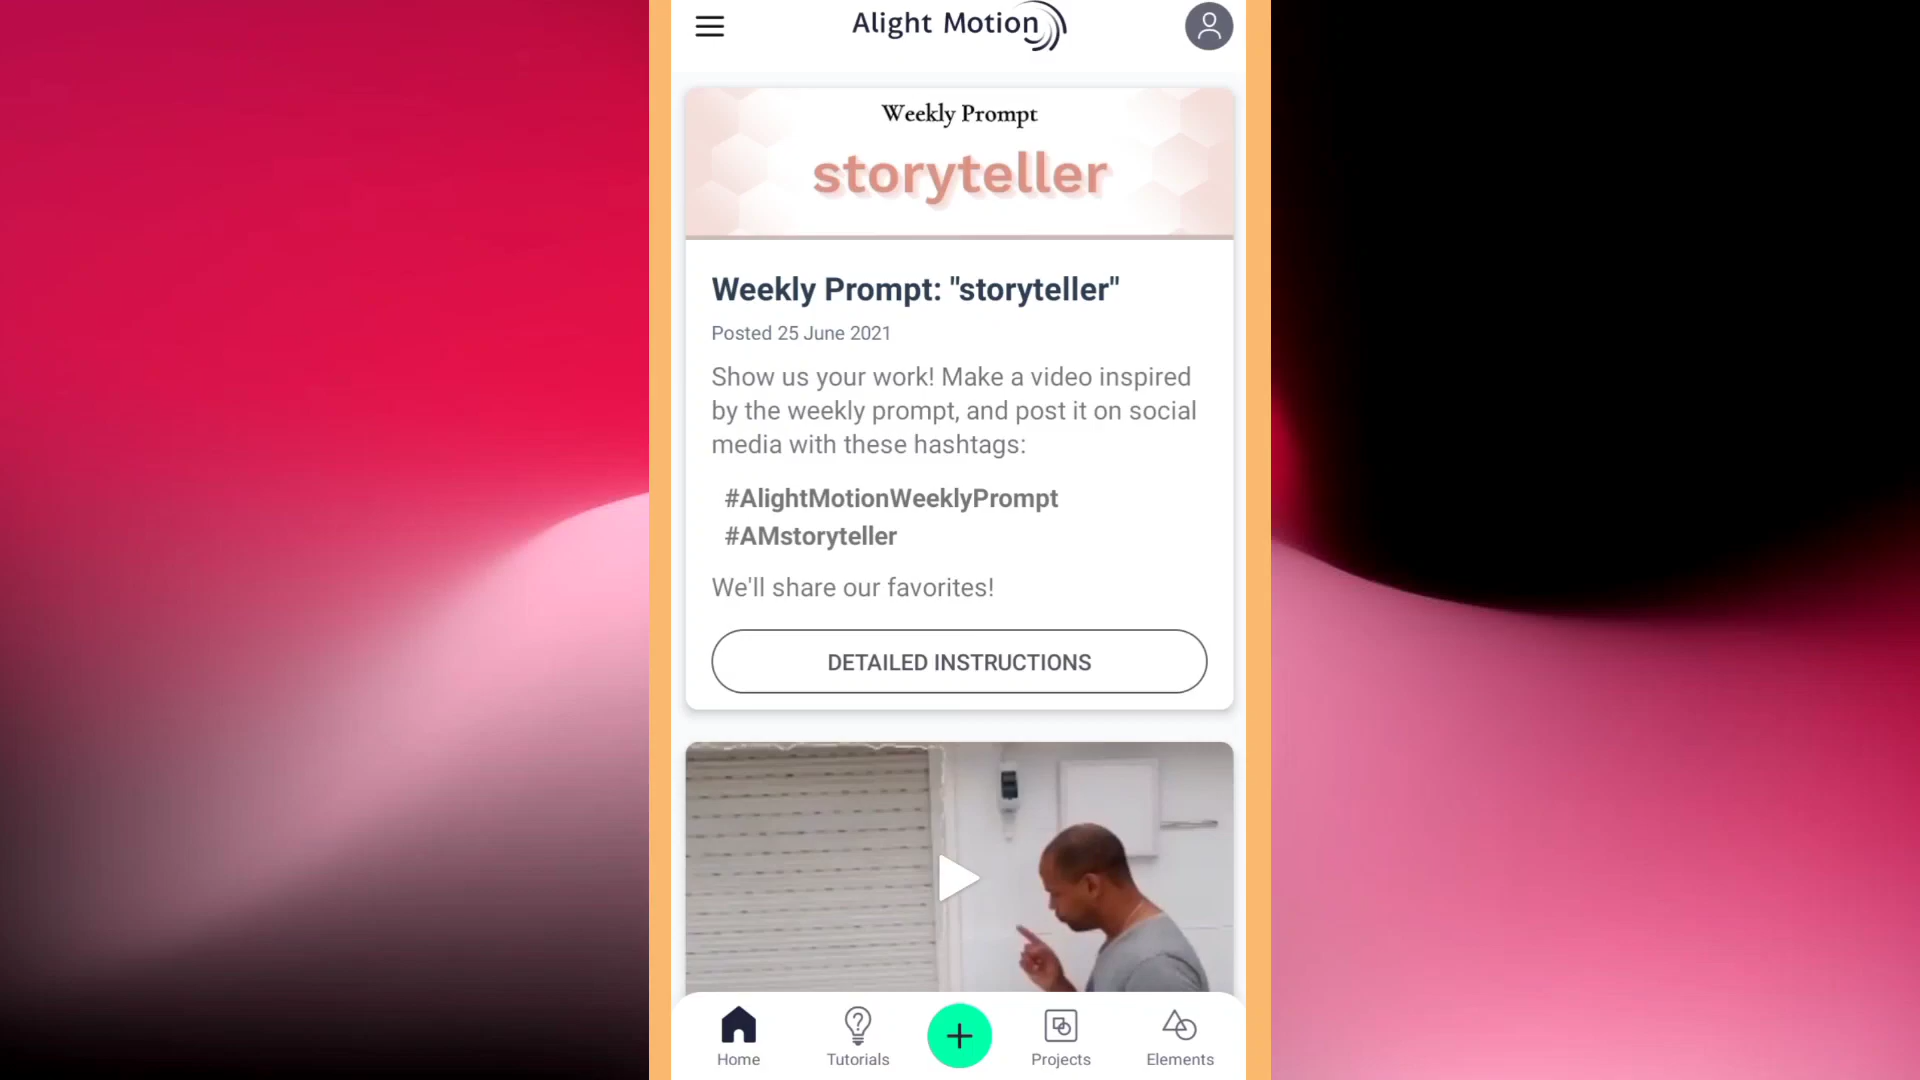 Alight Motion
Weekly Prompt
storyteller
Weekly Prompt: "storyteller"
Posted 25 June 2021
Show us your work! Make a video inspired
by the weekly prompt, and post it on social
media with these hashtags:
#AlightMotionWeeklyPrompt
#AMstoryteller
We'll share our favorites!
DETAILED INSTRUCTIONS
Home
Tutorials
Projects
Elements